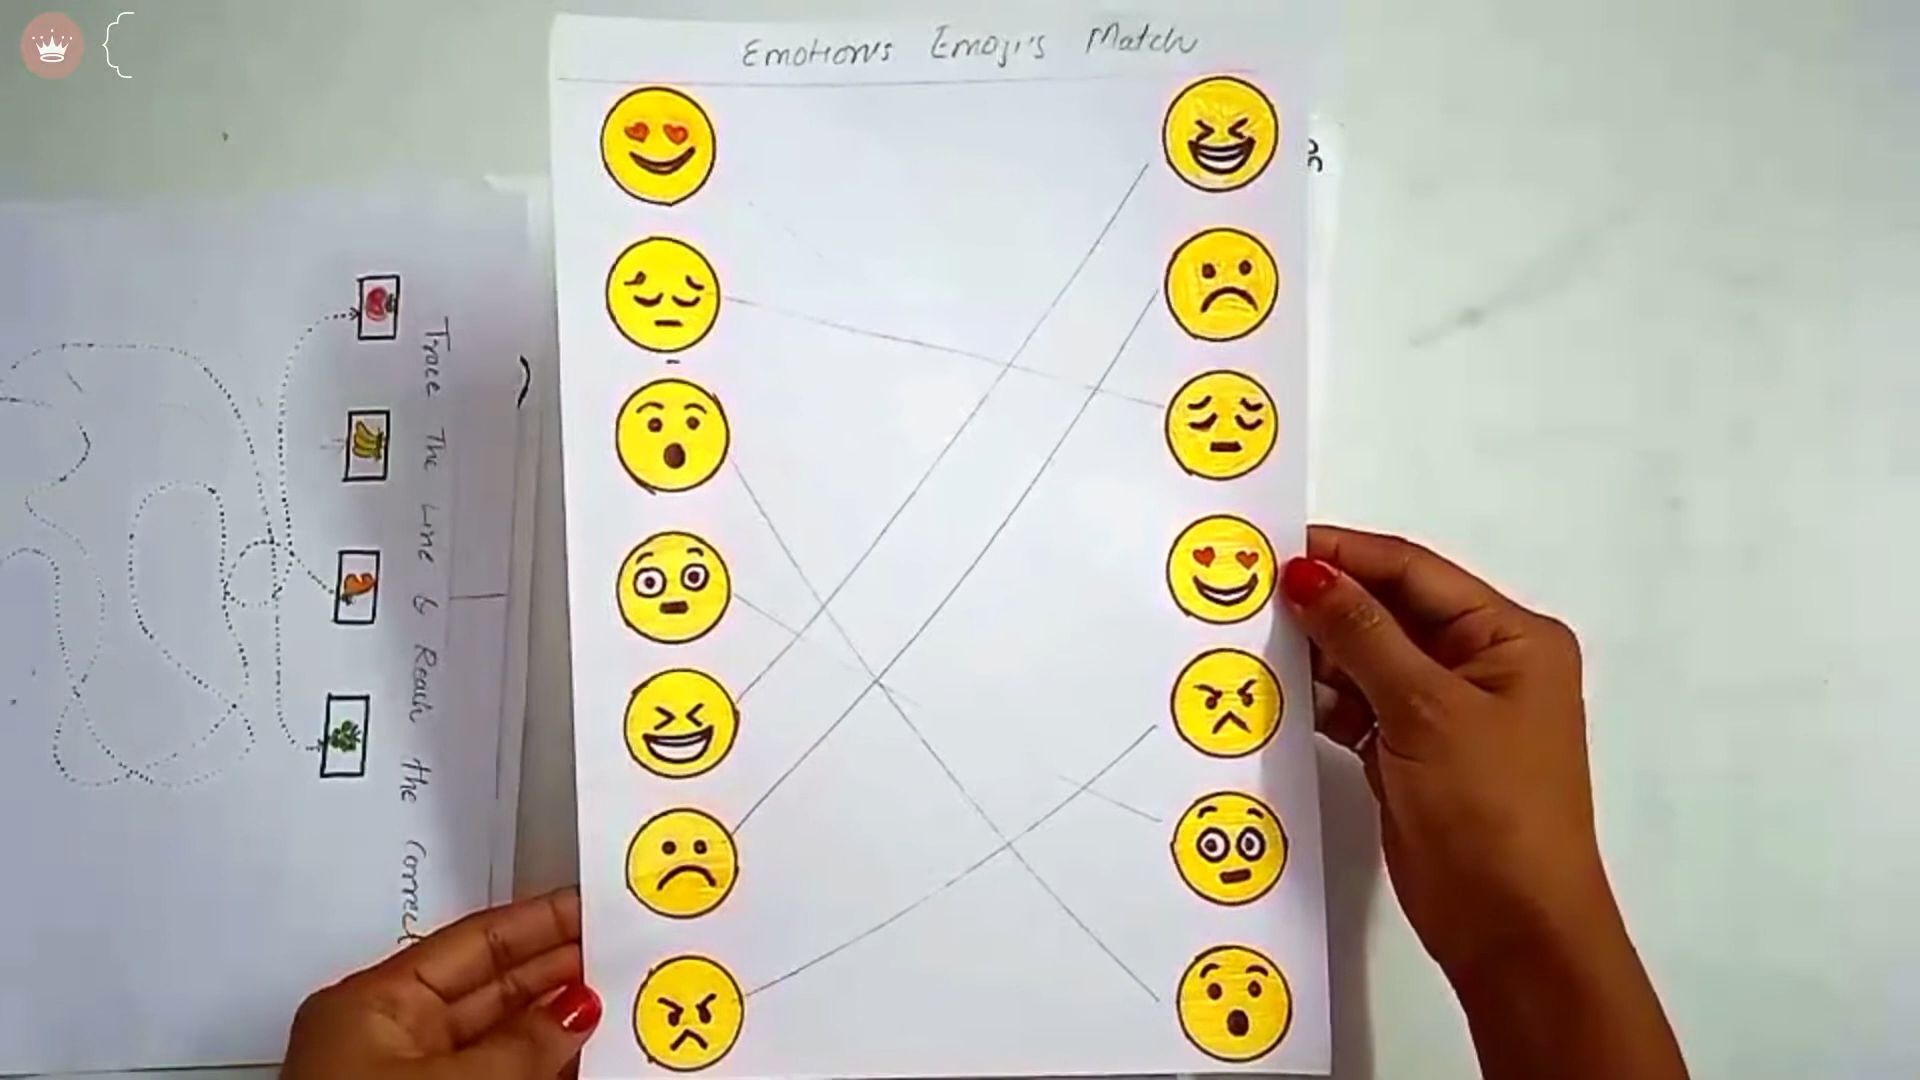 Emotions Emoji's Match
Trace The Line & Reach the Correct